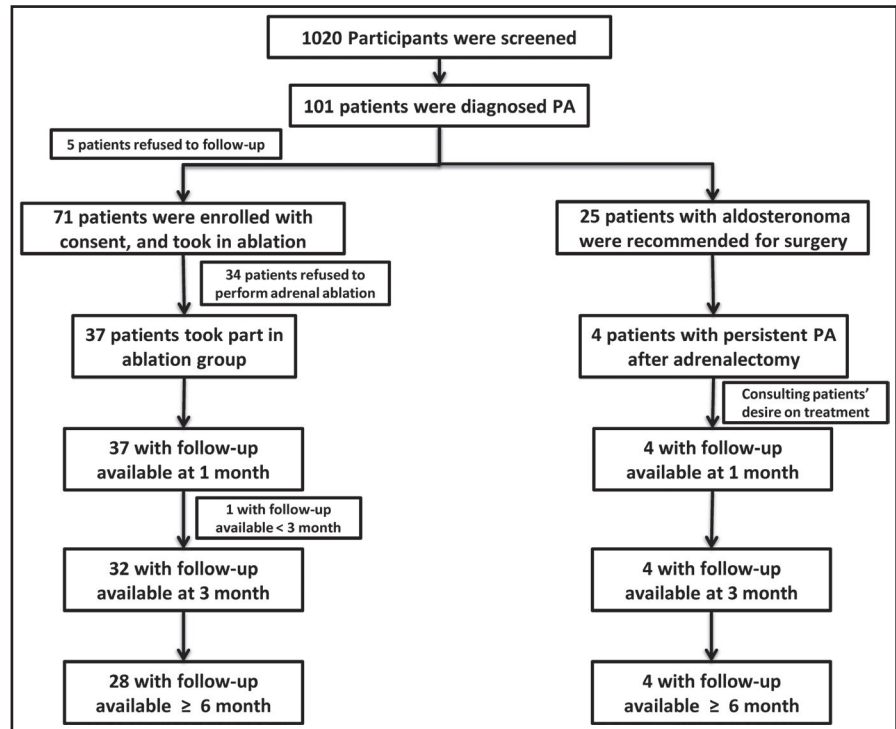 1020 Participants were screened
101 patients were diagnosed PA
5 patients refused to follow-up
71 patients were enrolled with
consent, and took in ablation
25 patients with aldosteronoma
were recommended for surgery
34 patients refused to
perform adrenal ablation
37 patients took part in
ablation group
4 patients with persistent PA
after adrenalectomy
Consulting patients'
desire on treatment
37 with follow-up
available at 1 month
4 with follow-up
available at 1 month
1 with follow-up
available < 3 month
32 with follow-up
available at 3 month
4 with follow-up
available at 3 month
28 with follow-up
available ≥ 6 month
4 with follow-up
available ≥ 6 month